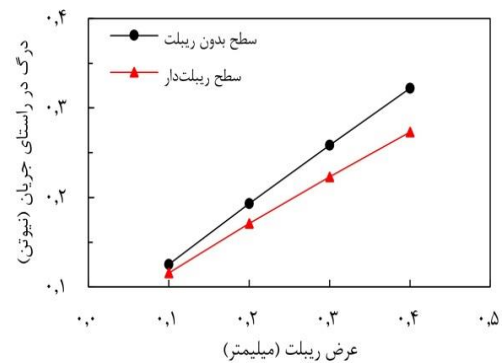 ۰٫۴
سطح بدون ریبلت
سطح ریبلت‌دار
۰٫۳
۰٫۲
۰٫۱
درگ در راستای جریان (نیوتن)
۰٫۰ ۰٫۱ ۰٫۲ ۰٫۳ ۰٫۴ ۰٫۵
عرض ریبلت (میلیمتر)